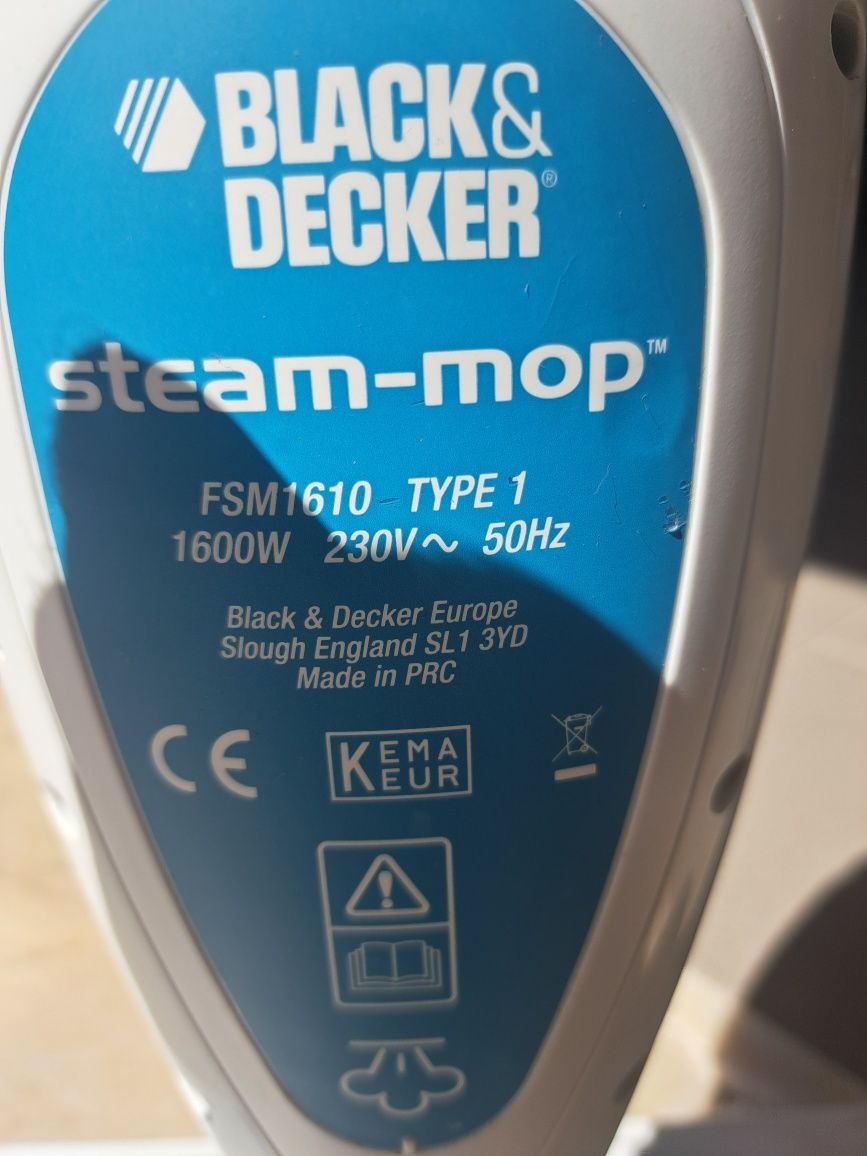 BLACK&
DECKER®
steam-mop™
FSM1610 TYPE 1
1600W 230V~ 50Hz
Black & Decker Europe
Slough England SL1 3YD
Made in PRC
CE
KEMA
EUR